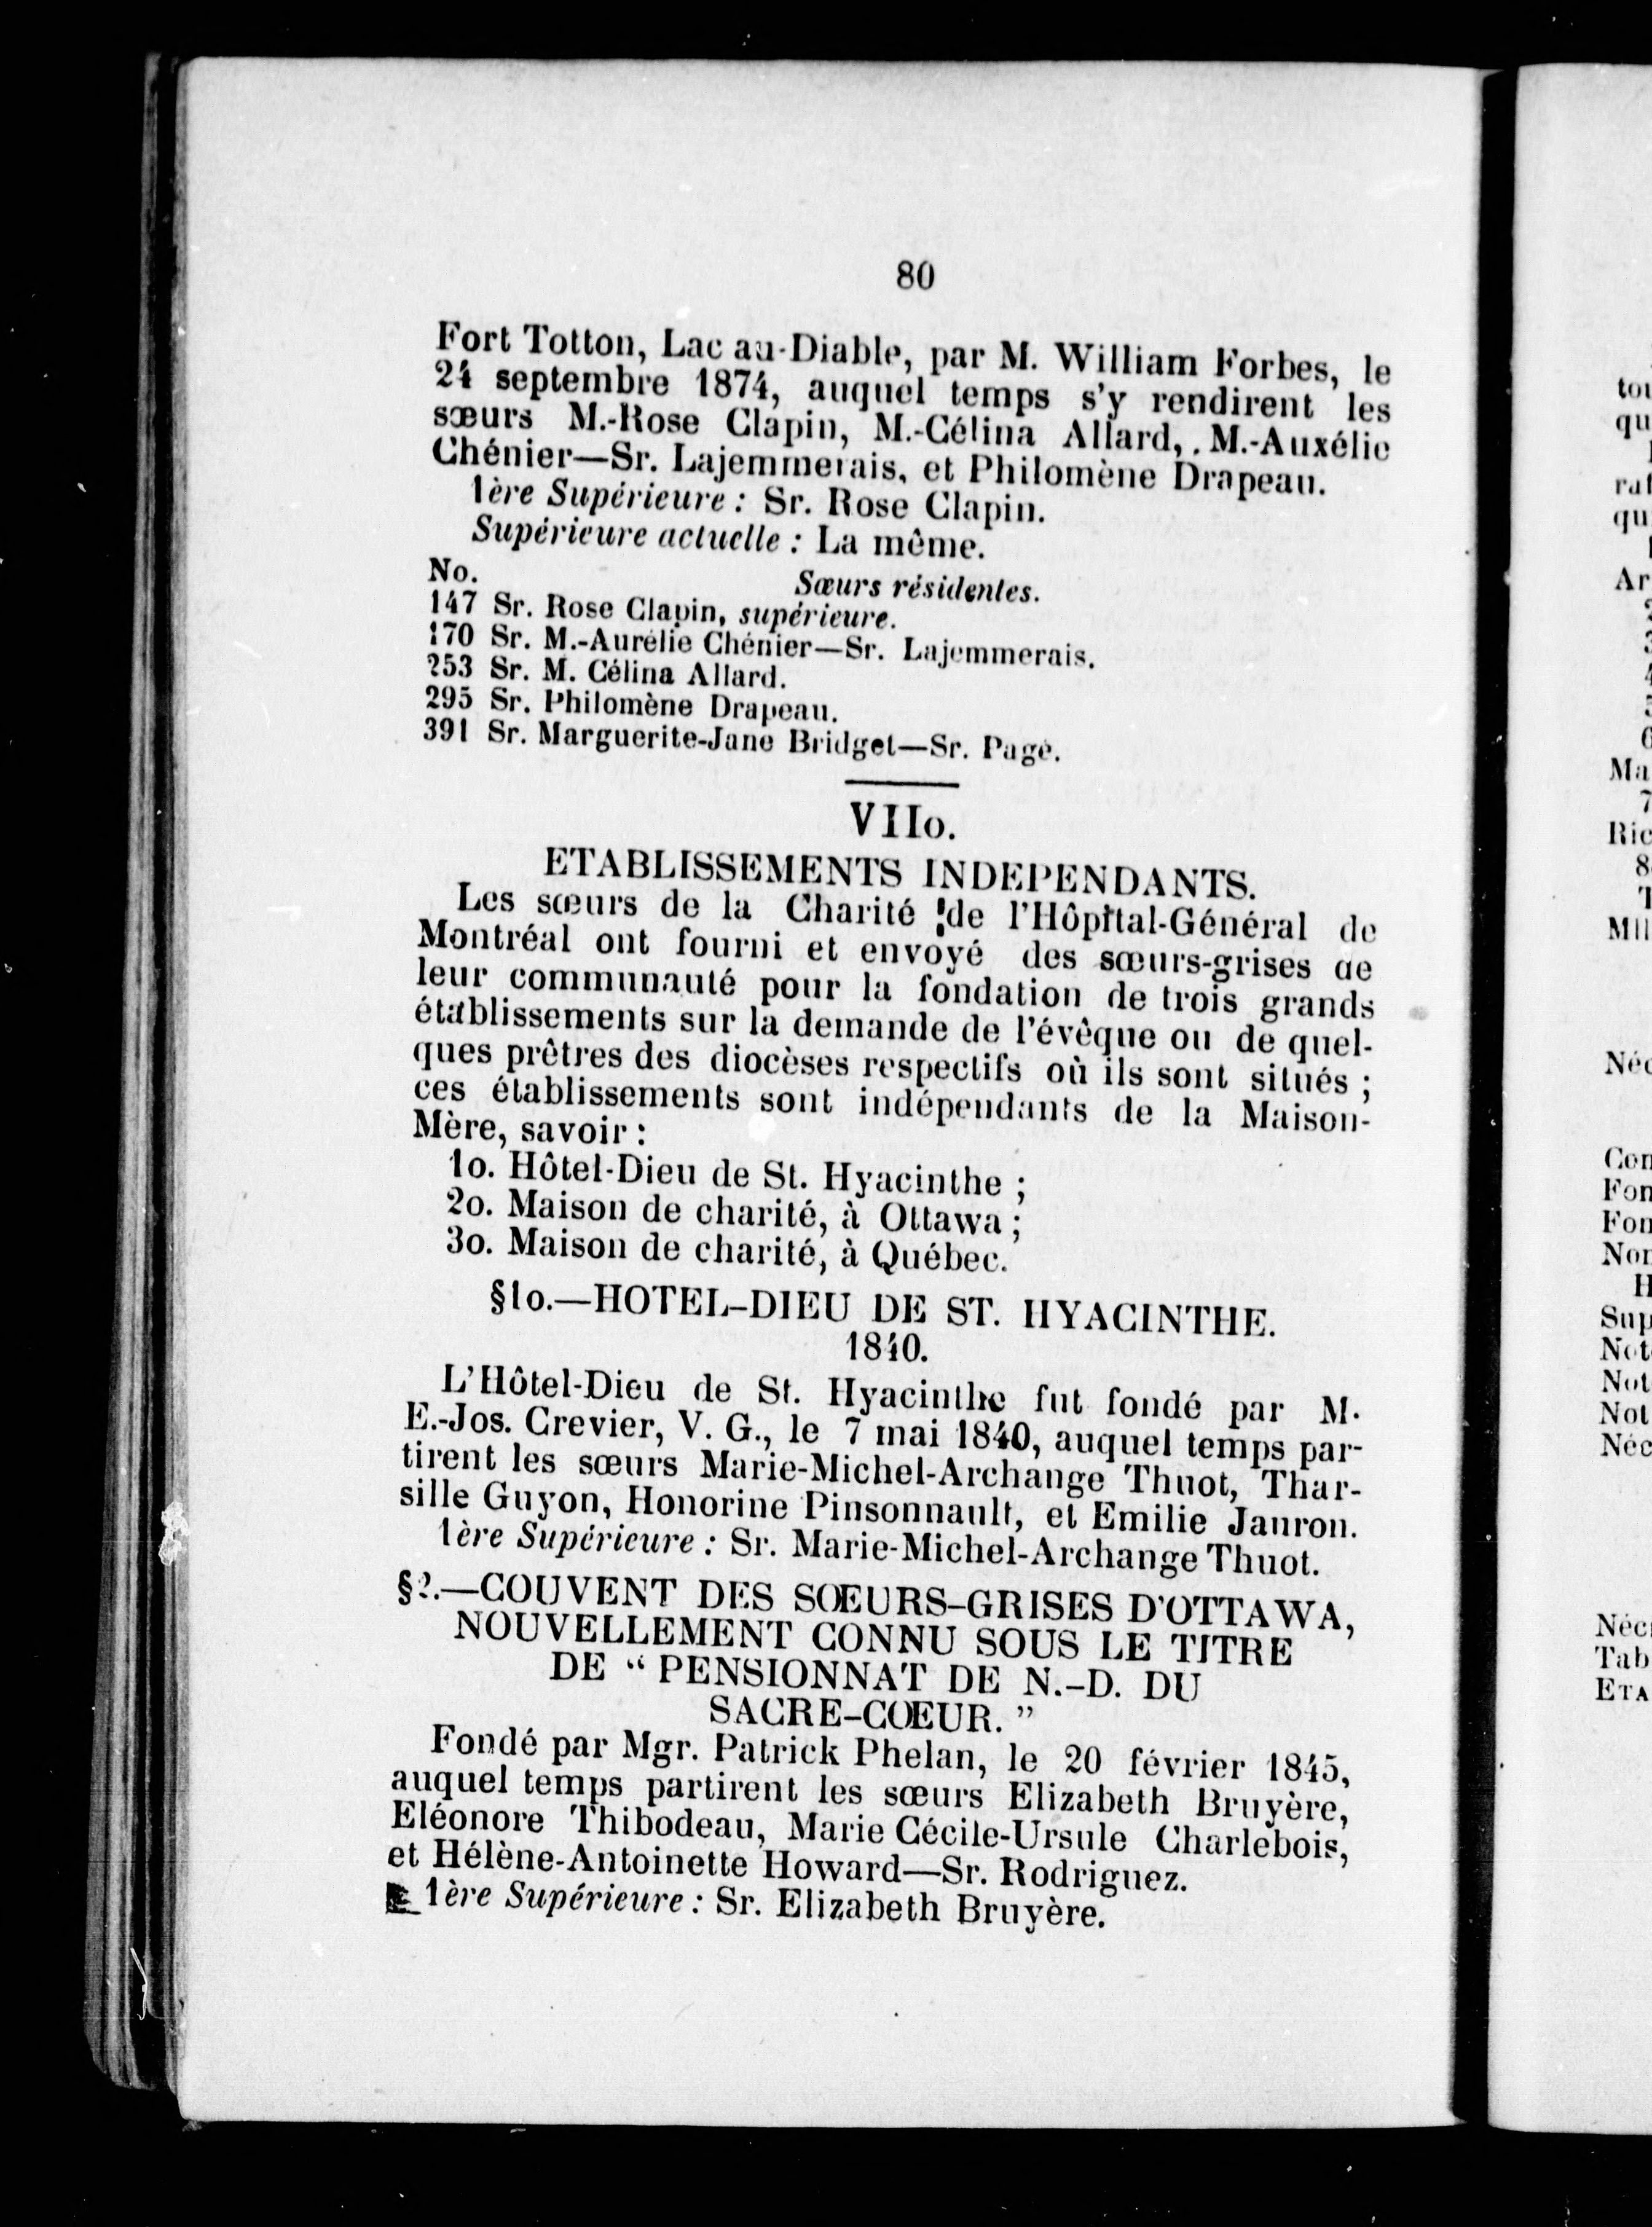 80
Fort Totton, Lac au-Diable, par M. William Forbes, le
24 septembre 1874, auquel temps s'y rendirent les
sœurs M.-Rose Clapin, M.-Célina Allard, . M.-Auxélie
Chénier—Sr. Lajemmerais, et Philomène Drapeau.
1ère Supérieure : Sr. Rose Clapin.
Supérieure actuelle : La même.
No.
Sœurs résidentes.
147 Sr. Rose Clapin, supérieure.
170 Sr. M.-Aurélie Chénier—Sr. Lajemmerais.
253 Sr. M. Célina Allard.
295 Sr. Philomène Drapeau.
391 Sr. Marguerite-Jane Bridget—Sr. Pagé.
VIIo.
ETABLISSEMENTS INDEPENDANTS.
Les sœurs de la Charité de l'Hôpital-Général de
Montréal ont fourni et envoyé des sœurs-grises de
leur communauté pour la fondation de trois grands
établissements sur la demande de l'évêque ou de quel-
ques prêtres des diocèses respectifs où ils sont situés ;
ces établissements sont indépendants de la Maison-
Mère, savoir :
1o. Hôtel-Dieu de St. Hyacinthe ;
2o. Maison de charité, à Ottawa ;
3o. Maison de charité, à Québec.
§1o.—HOTEL-DIEU DE ST. HYACINTHE.
1840.
L'Hôtel-Dieu de St. Hyacinthe fut fondé par M.
E.-Jos. Crevier, V. G., le 7 mai 1840, auquel temps par-
tirent les sœurs Marie-Michel-Archange Thuot, Thar-
sille Guyon, Honorine Pinsonnault, et Emilie Jauron.
1ère Supérieure : Sr. Marie-Michel-Archange Thuot.
§2.—COUVENT DES SŒURS-GRISES D'OTTAWA,
NOUVELLEMENT CONNU SOUS LE TITRE
DE “ PENSIONNAT DE N.-D. DU
SACRE-CŒUR. ”
Fondé par Mgr. Patrick Phelan, le 20 février 1845,
auquel temps partirent les sœurs Elizabeth Bruyère,
Eléonore Thibodeau, Marie Cécile-Ursule Charlebois,
et Hélène-Antoinette Howard—Sr. Rodriguez.
1ère Supérieure : Sr. Elizabeth Bruyère.